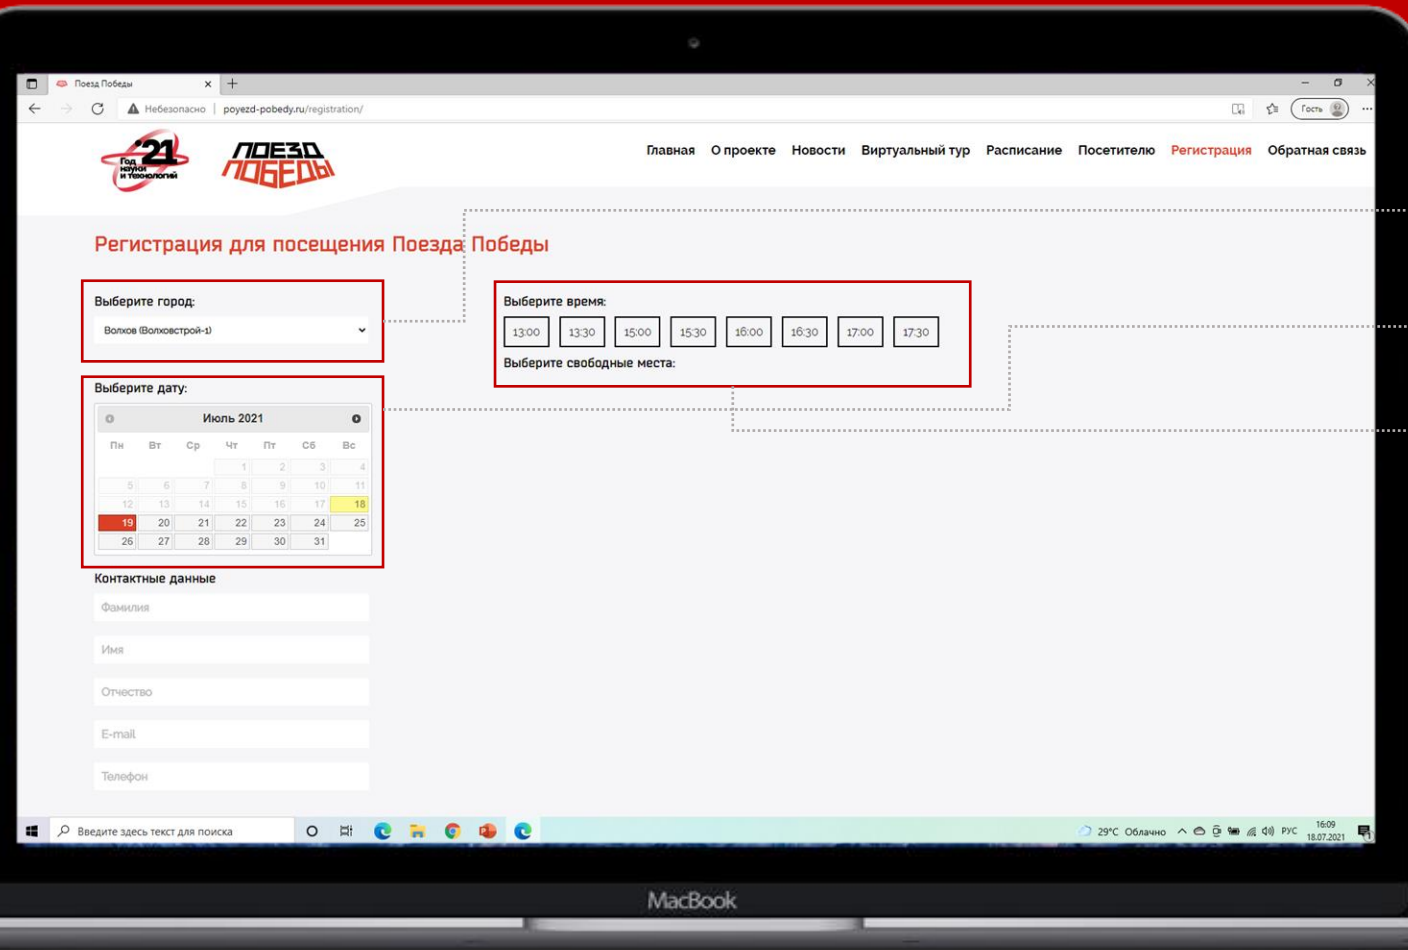 Поезд Победы
Небезопасно poyezd-pobedy.ru/registration/
Гость
'21
Год
науки
и технологий
ПОЕЗД
ПОБЕДЫ
Главная О проекте Новости Виртуальный тур Расписание Посетителю Регистрация Обратная связь
Регистрация для посещения Поезда Победы
Выберите город:
Волхов (Волховстрой-1)
Выберите время:
13:00 13:30 15:00 15:30 16:00 16:30 17:00 17:30
Выберите свободные места:
Выберите дату:
Июль 2021
Пн Вт Ср Чт Пт Сб Вс
1 2 3 4
5 6 7 8 9 10 11
12 13 14 15 16 17 18
19 20 21 22 23 24 25
26 27 28 29 30 31
Контактные данные
Фамилия
Имя
Отчество
E-mail
Телефон
Введите здесь текст для поиска
29°C Облачно
РУС
16:09
18.07.2021
MacBook